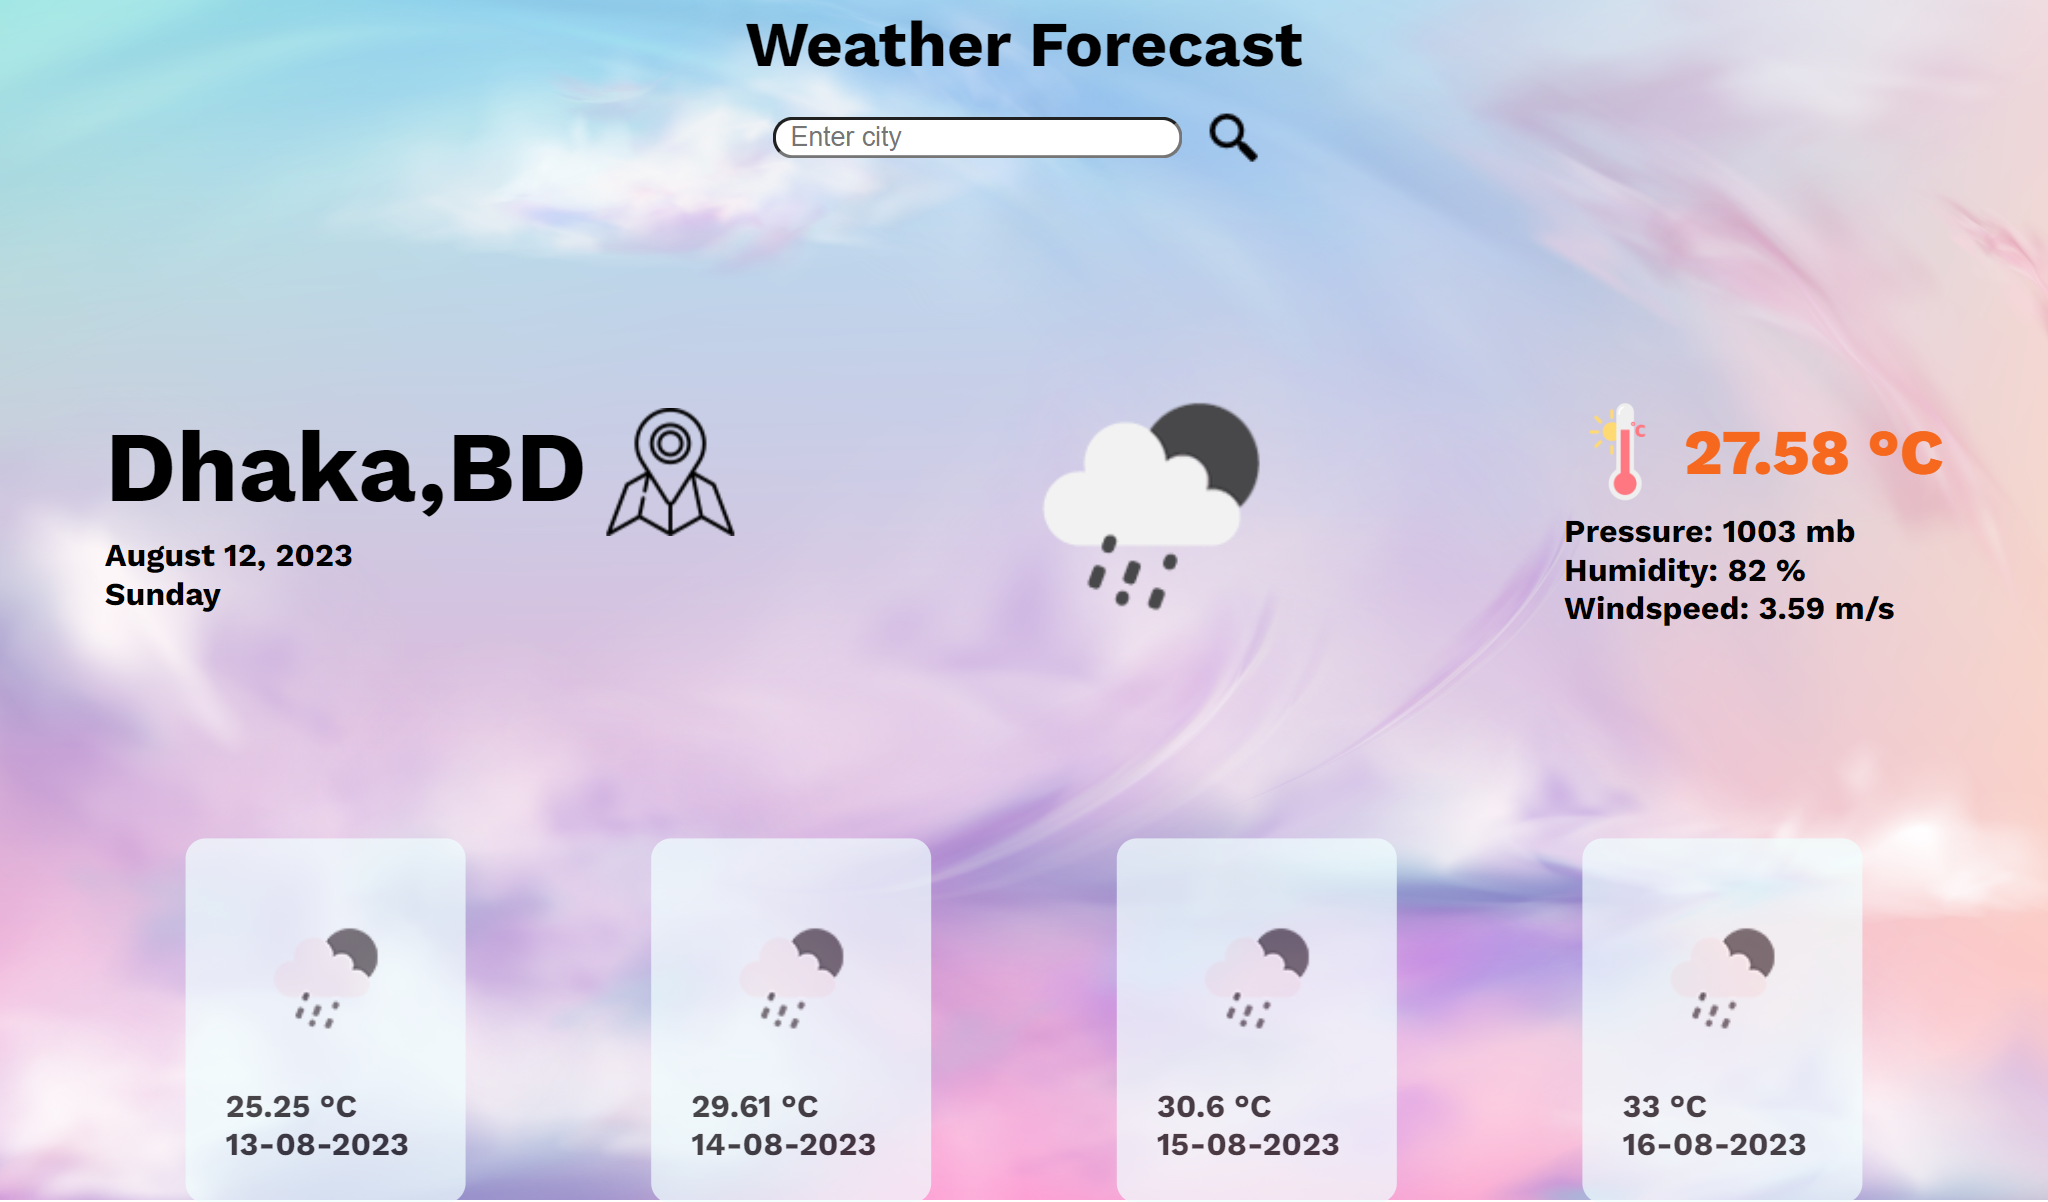 Weather Forecast
Enter city
Dhaka,BD
August 12, 2023
Sunday
°C
27.58 °C
Pressure: 1003 mb
Humidity: 82 %
Windspeed: 3.59 m/s
25.25 °C
13-08-2023
29.61 °C
14-08-2023
30.6 °C
15-08-2023
33 °C
16-08-2023